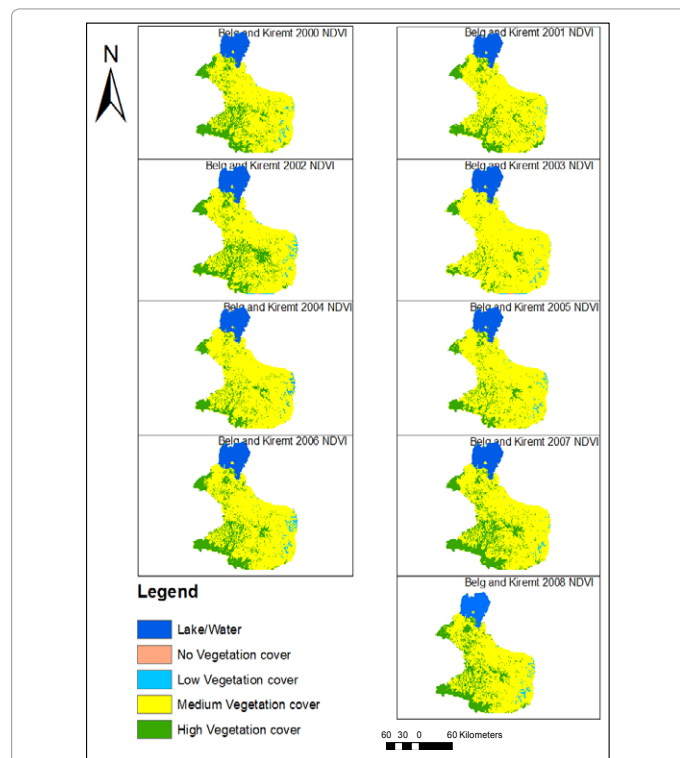 N
Belg and Kiremt 2000 NDVI
Belg and Kiremt 2001 NDVI
Belg and Kiremt 2002 NDVI
Belg and Kiremt 2003 NDVI
Belg and Kiremt 2004 NDVI
Belg and Kiremt 2005 NDVI
Belg and Kiremt 2006 NDVI
Belg and Kiremt 2007 NDVI
Belg and Kiremt 2008 NDVI
Legend
Lake/Water
No Vegetation cover
Low Vegetation cover
Medium Vegetation cover
High Vegetation cover
60 30 0 60 Kilometers